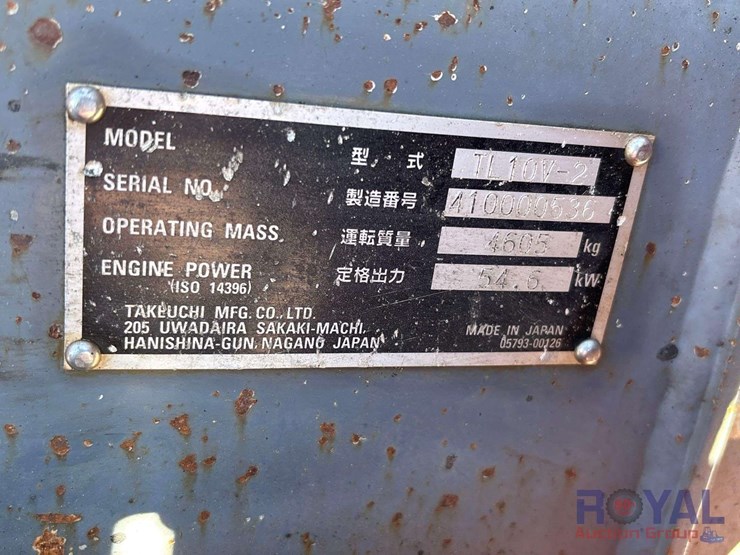 MODEL 型式 TL10V-2
SERIAL NO. 製造番号 410000636
OPERATING MASS 運転質量 4605 kg
ENGINE POWER 定格出力 54.6 kW
(ISO 14396)
TAKEUCHI MFG. CO., LTD.
205 UWADAIRA SAKAKI-MACHI, MADE IN JAPAN
HANISHINA-GUN, NAGANO JAPAN 05793-00126
ROYAL
Auction Group